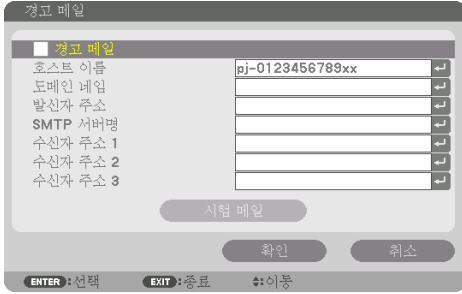 경고 메일
경고 메일
호스트 이름 pj-0123456789xx
도메인 네임
발신자 주소
SMTP 서버명
수신자 주소 1
수신자 주소 2
수신자 주소 3
시험 메일
확인 취소
ENTER:선택 EXIT:종료 :이동